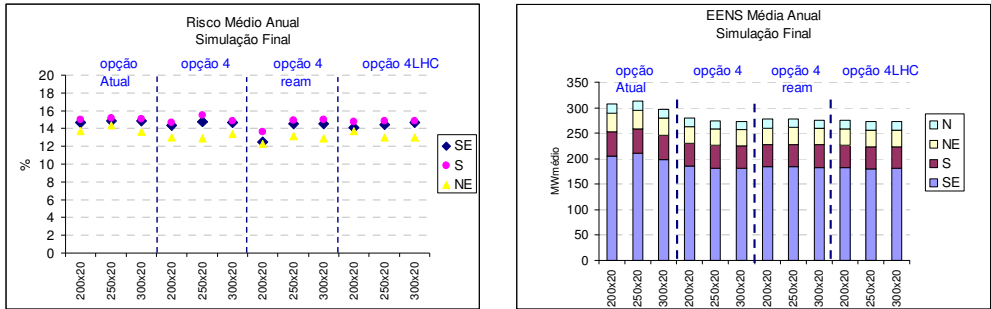 Risco Médio Anual
Simulação Final
opção Atual
opção 4
opção 4 ream
opção 4LHC
20
18
16
14
12
10
8
6
4
2
0
%
200x20
250x20
300x20
200x20
250x20
300x20
200x20
250x20
300x20
200x20
250x20
300x20
SE
S
NE
EENS Média Anual
Simulação Final
opção Atual
opção 4
opção 4 ream
opção 4LHC
350
300
250
200
150
100
50
0
MWmédio
200x20
250x20
300x20
200x20
250x20
300x20
200x20
250x20
300x20
200x20
250x20
300x20
N
NE
S
SE